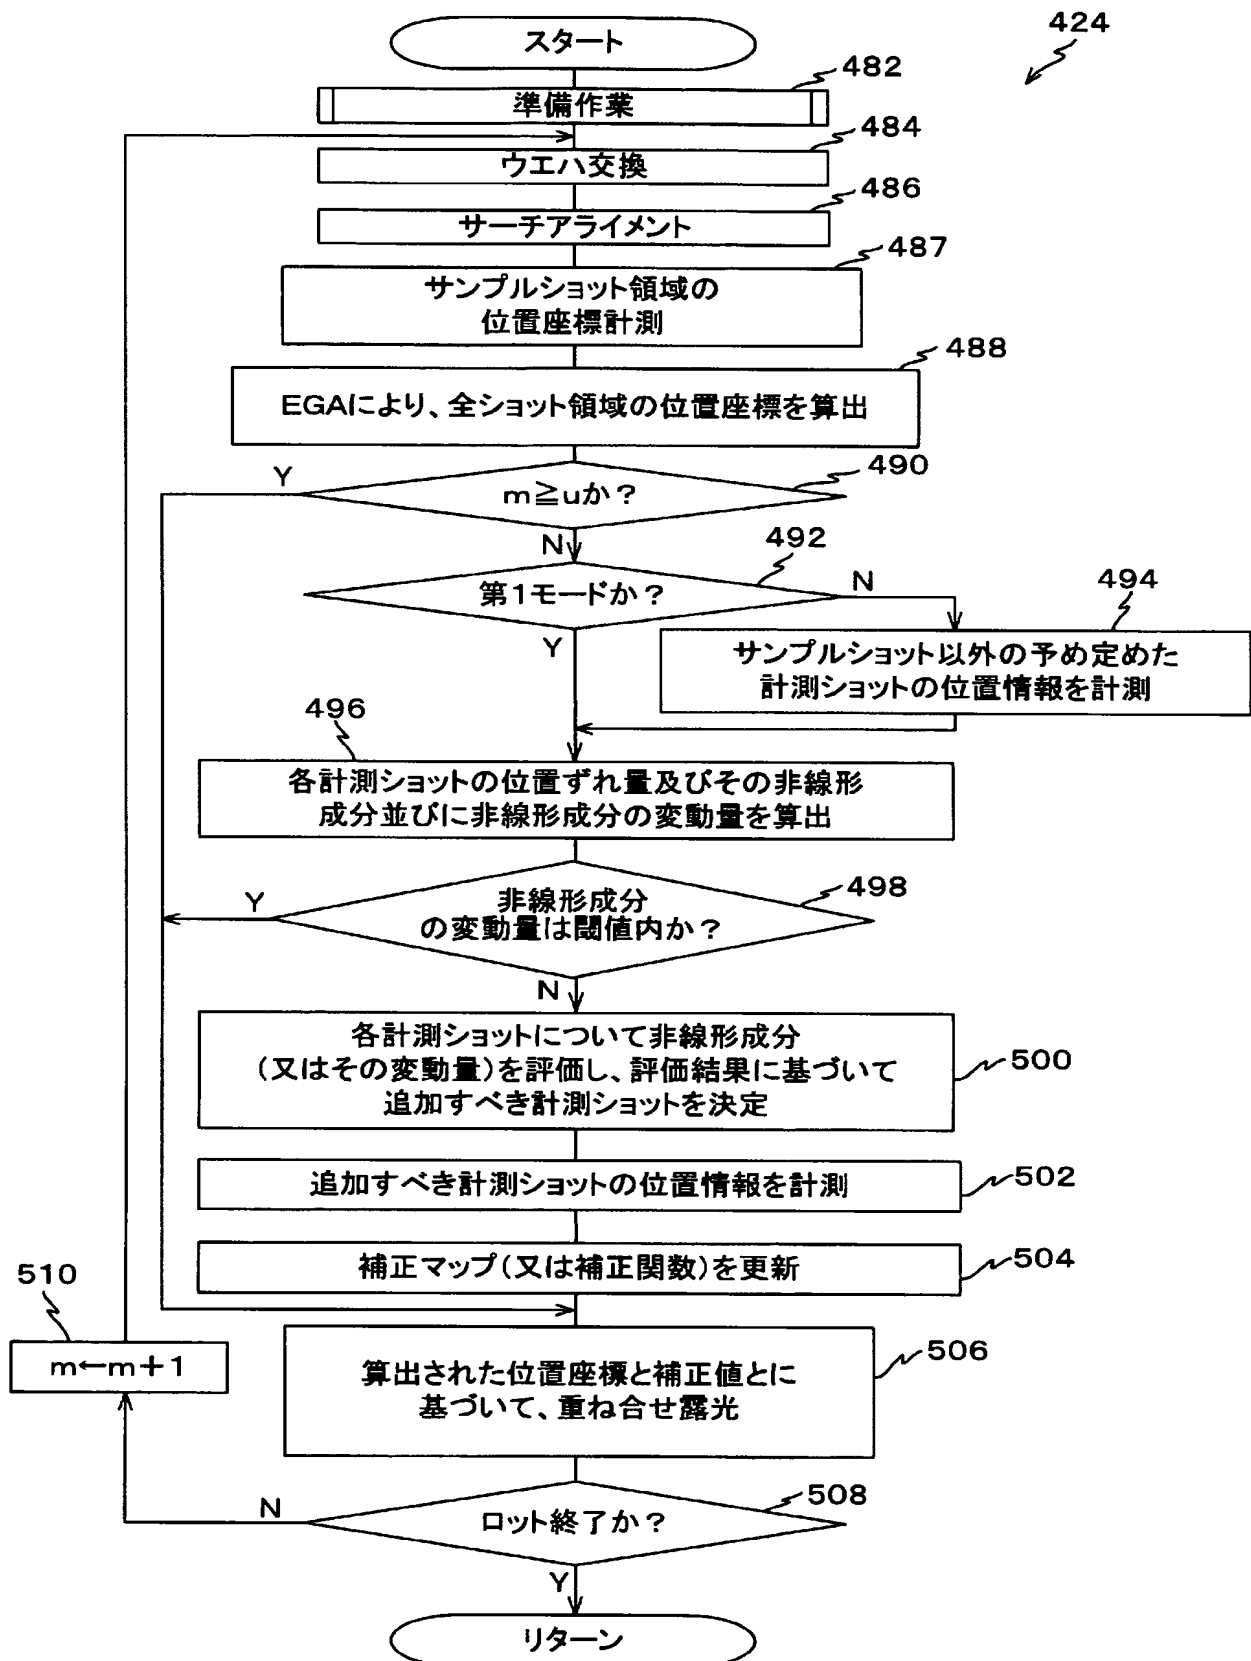 424
スタート
482
準備作業
484
ウエハ交換
486
サーチアライメント
487
サンプルショット領域の
位置座標計測
488
EGAにより、全ショット領域の位置座標を算出
490
Y
m≧uか？
N
492
第1モードか？
N
494
Y
サンプルショット以外の予め定めた
計測ショットの位置情報を計測
496
各計測ショットの位置ずれ量及びその非線形
成分並びに非線形成分の変動量を算出
498
Y
非線形成分
の変動量は閾値内か？
N
各計測ショットについて非線形成分
(又はその変動量)を評価し、評価結果に基づいて
追加すべき計測ショットを決定
500
追加すべき計測ショットの位置情報を計測
502
補正マップ(又は補正関数)を更新
504
510
m←m＋1
算出された位置座標と補正値とに
基づいて、重ね合せ露光
506
N
ロット終了か？
508
Y
リターン